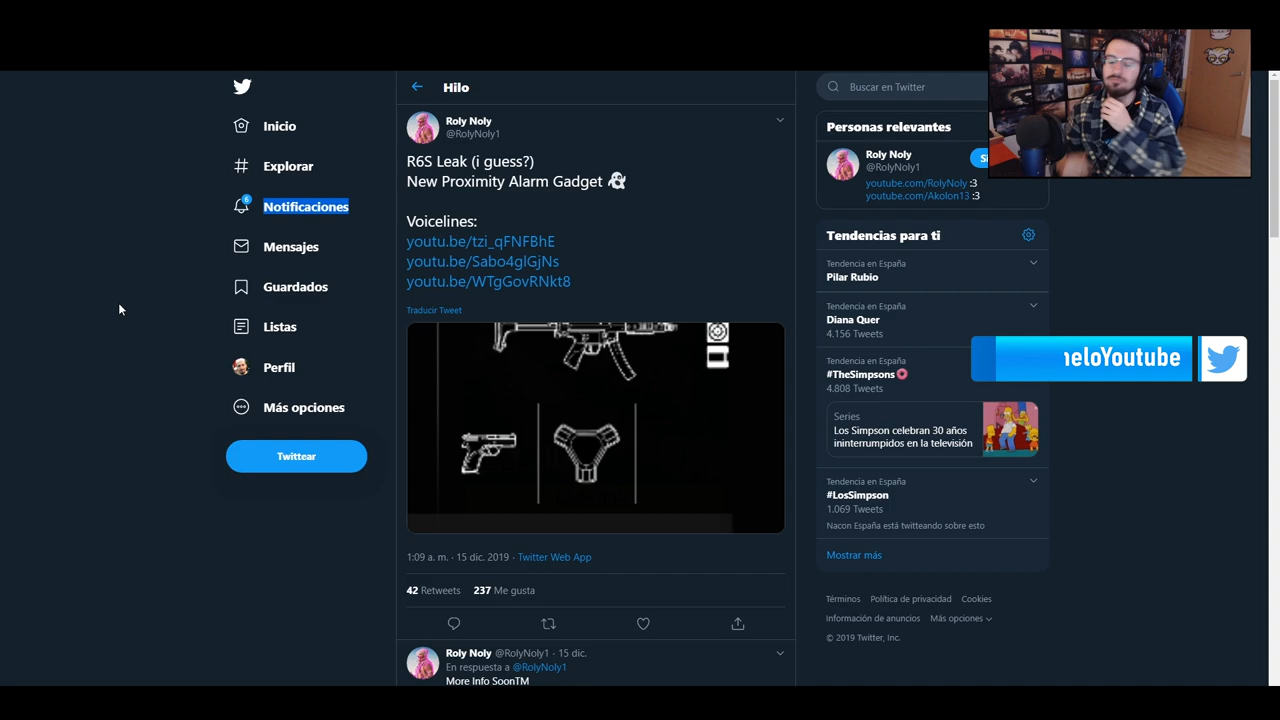 Inicio
Explorar
6
Notificaciones
Mensajes
Guardados
Listas
Perfil
Más opciones
Twittear
Hilo
Roly Noly
@RolyNoly1
R6S Leak (i guess?)
New Proximity Alarm Gadget 👻
Voicelines:
youtu.be/tzi_qFNFBhE
youtu.be/Sabo4glGjNs
youtu.be/WTgGovRNkt8
Traducir Tweet
1:09 a. m. · 15 dic. 2019 · Twitter Web App
42 Retweets 237 Me gusta
Roly Noly @RolyNoly1 · 15 dic.
En respuesta a @RolyNoly1
More Info SoonTM
Buscar en Twitter
Personas relevantes
Roly Noly
@RolyNoly1
youtube.com/RolyNoly :3
youtube.com/Akolon13 :3
Tendencias para ti
Tendencia en España
Pilar Rubio
Tendencia en España
Diana Quer
4.156 Tweets
Tendencia en España
#TheSimpsons🍩
4.808 Tweets
Series
Los Simpson celebran 30 años
ininterrumpidos en la televisión
Tendencia en España
#LosSimpson
1.069 Tweets
Nacon España está twitteando sobre esto
Mostrar más
Términos Política de privacidad Cookies
Información de anuncios Más opciones
© 2019 Twitter, Inc.
eloYoutube